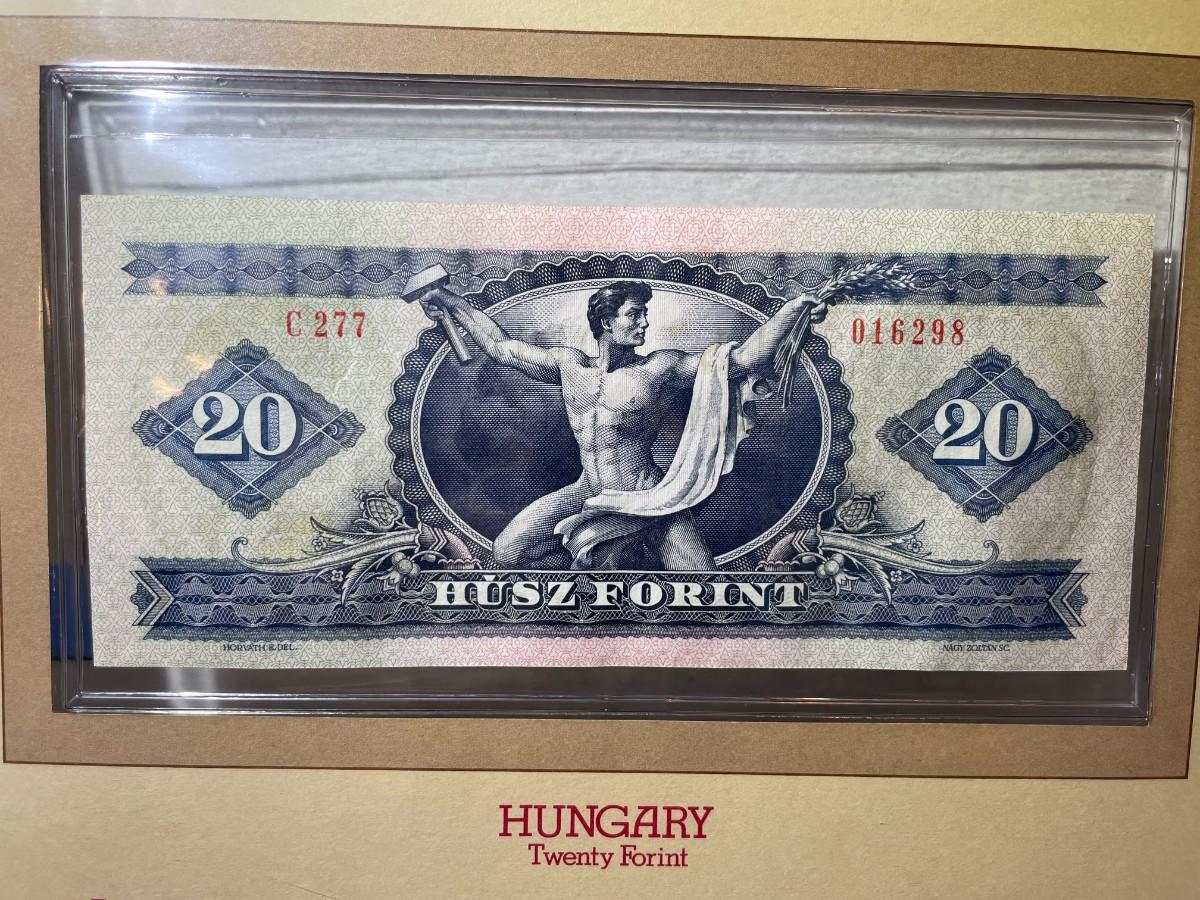 C 277
016298
20
20
HÚSZ FORINT
HORVÁTH E. DEL.
NAGY ZOLTÁN SC.
HUNGARY
Twenty Forint